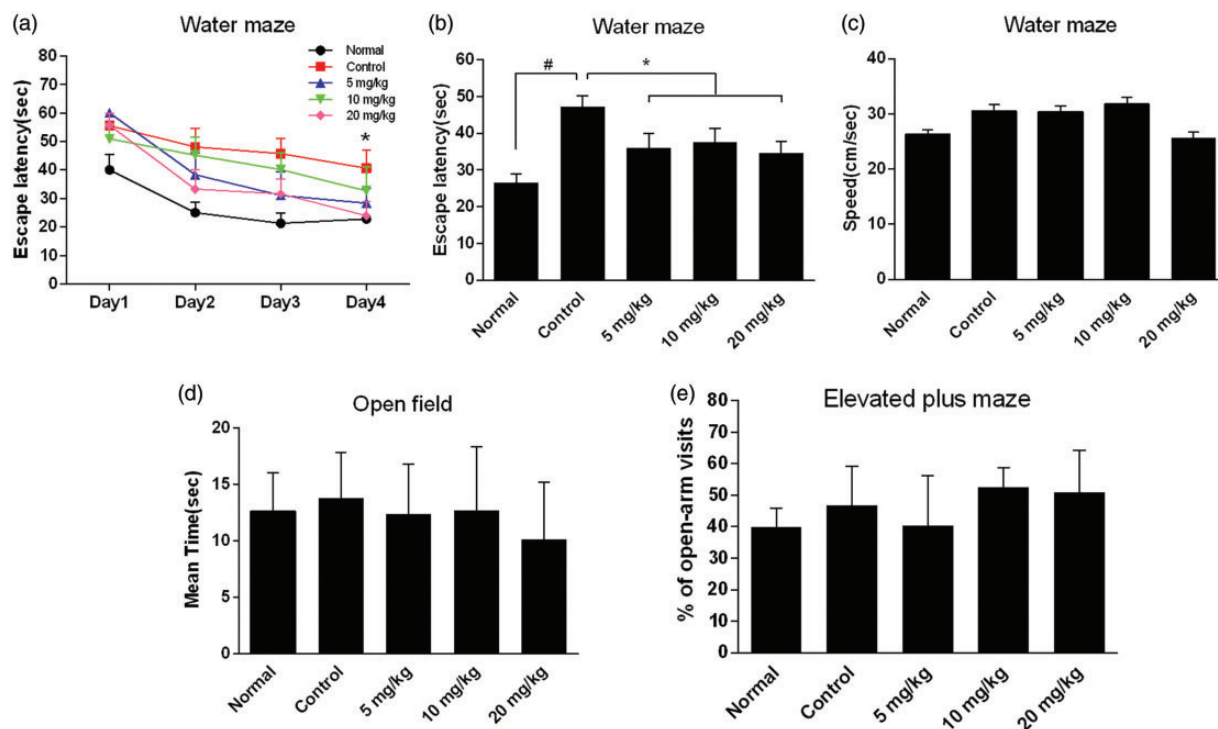 (a)
Water maze
Normal
Control
5 mg/kg
10 mg/kg
20 mg/kg
*
Escape latency(sec)
80
70
60
50
40
30
20
10
0
Day1
Day2
Day3
Day4
(b)
Water maze
#
*
Escape latency(sec)
60
50
40
30
20
10
0
Normal
Control
5 mg/kg
10 mg/kg
20 mg/kg
(c)
Water maze
Speed(cm/sec)
40
30
20
10
0
Normal
Control
5 mg/kg
10 mg/kg
20 mg/kg
(d)
Open field
Mean Time(sec)
20
15
10
5
0
Normal
Control
5 mg/kg
10 mg/kg
20 mg/kg
(e)
Elevated plus maze
% of open-arm visits
80
70
60
50
40
30
20
10
0
Normal
Control
5 mg/kg
10 mg/kg
20 mg/kg